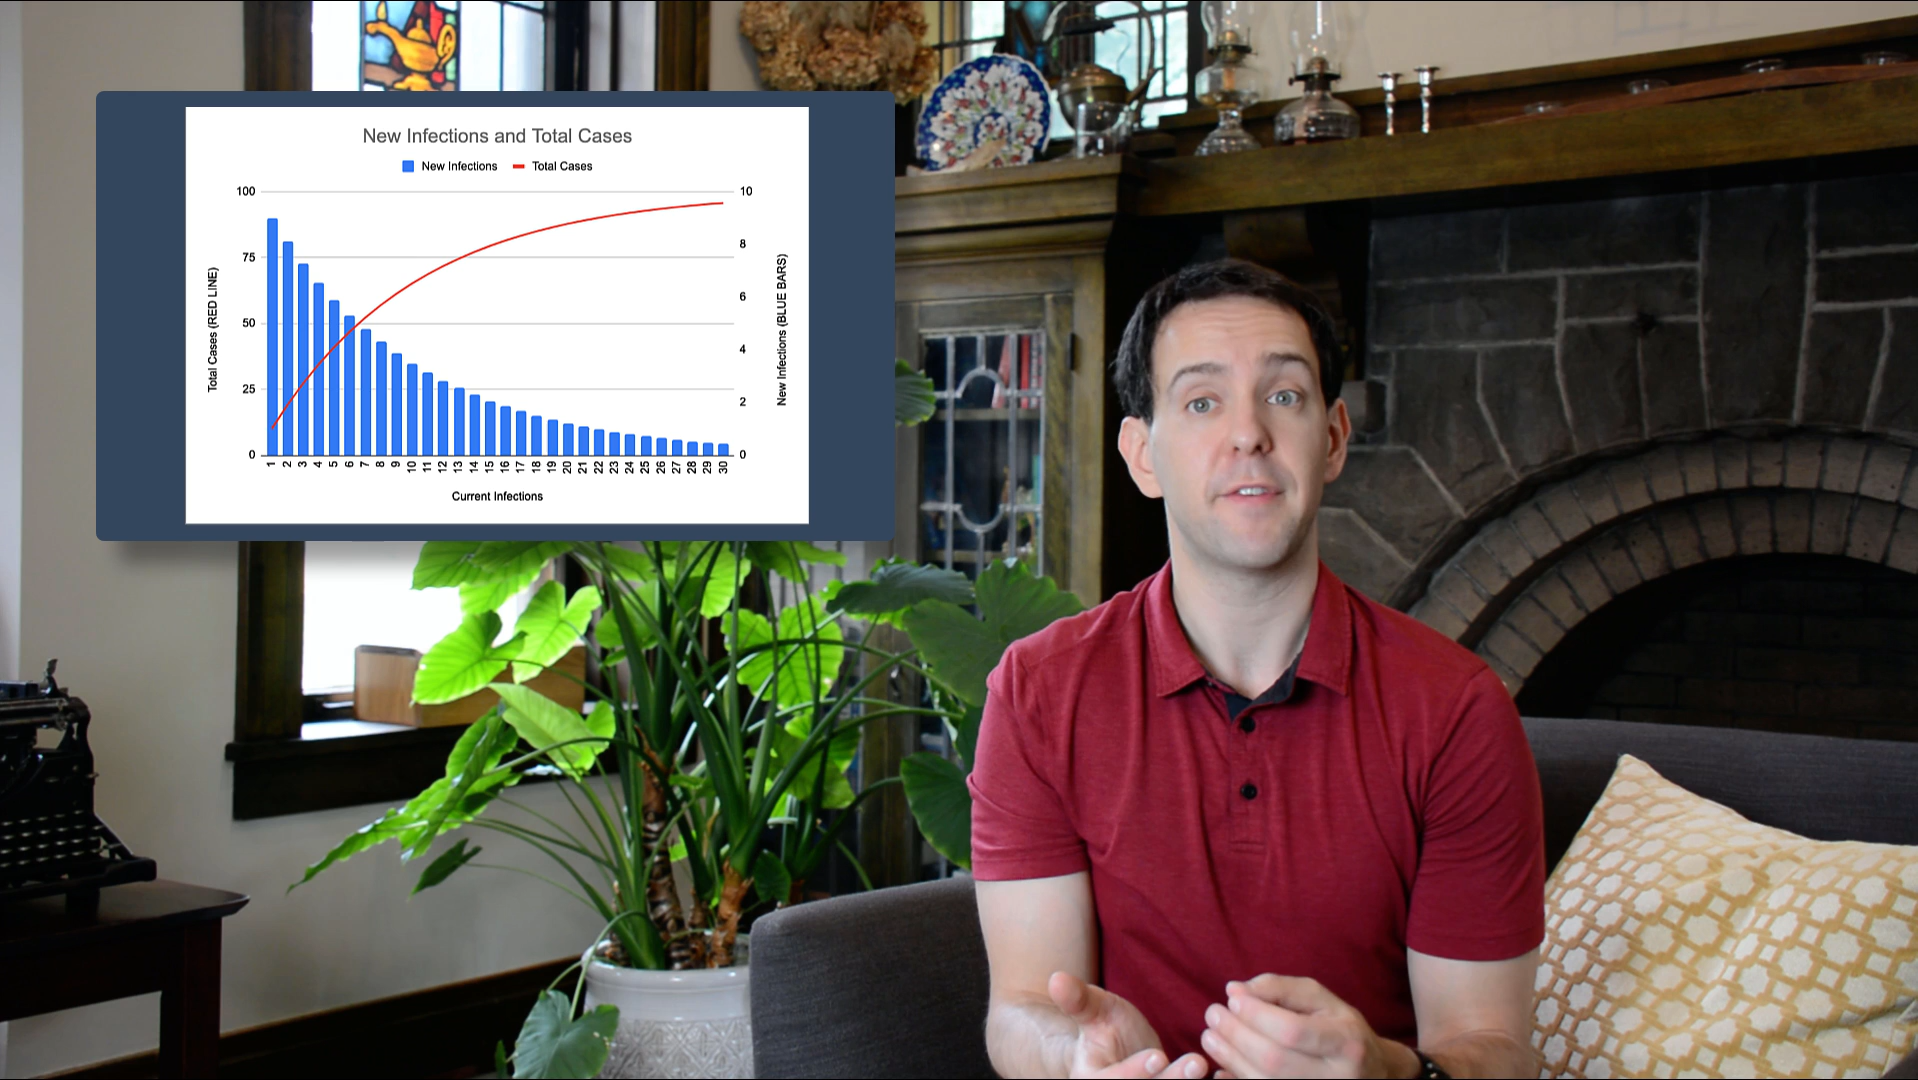 New Infections and Total Cases
New Infections Total Cases
100
75
50
25
0
10
8
6
4
2
0
Total Cases (RED LINE)
New Infections (BLUE BARS)
1 2 3 4 5 6 7 8 9 10 11 12 13 14 15 16 17 18 19 20 21 22 23 24 25 26 27 28 29 30
Current Infections